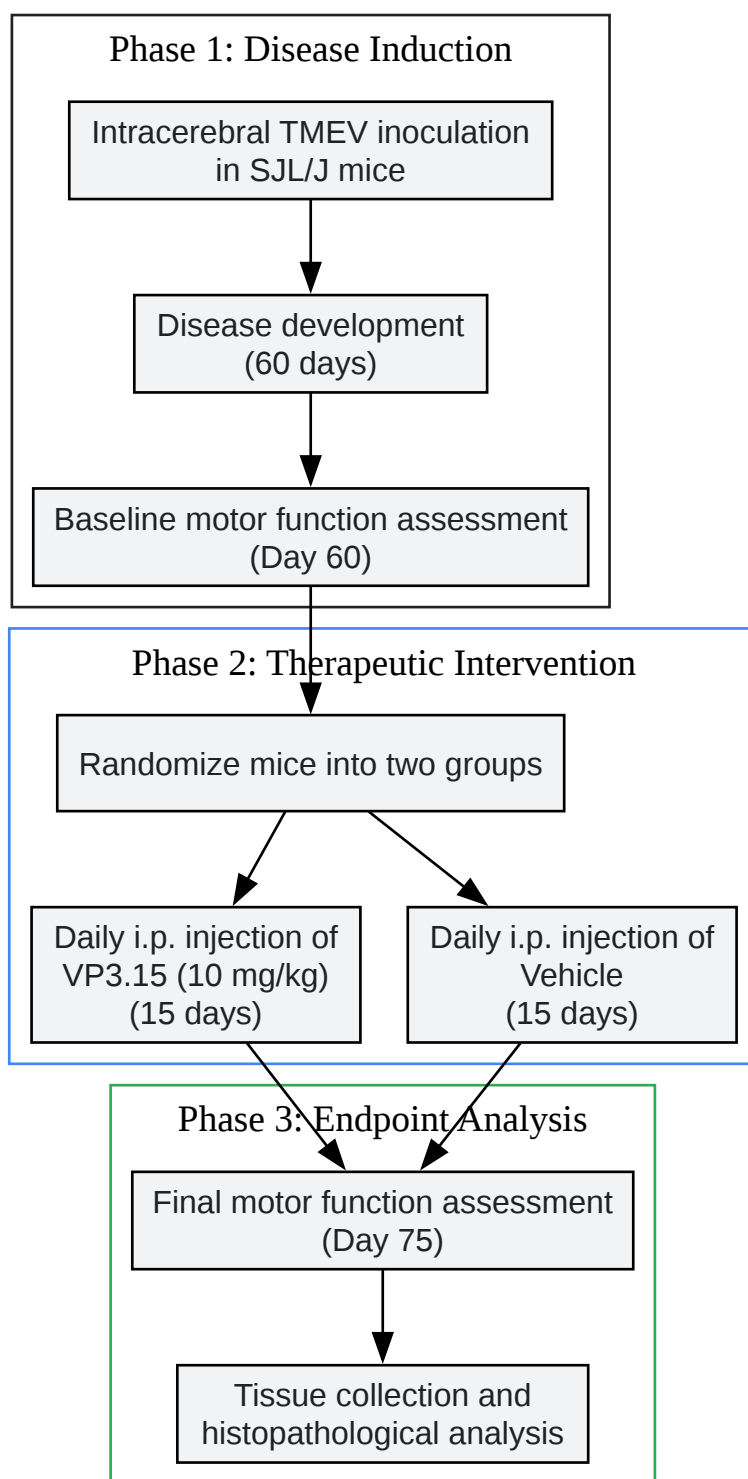 Phase 1: Disease Induction
Intracerebral TMEV inoculation
in SJL/J mice
Disease development
(60 days)
Baseline motor function assessment
(Day 60)
Phase 2: Therapeutic Intervention
Randomize mice into two groups
Daily i.p. injection of
VP3.15 (10 mg/kg)
(15 days)
Daily i.p. injection of
Vehicle
(15 days)
Phase 3: Endpoint Analysis
Final motor function assessment
(Day 75)
Tissue collection and
histopathological analysis